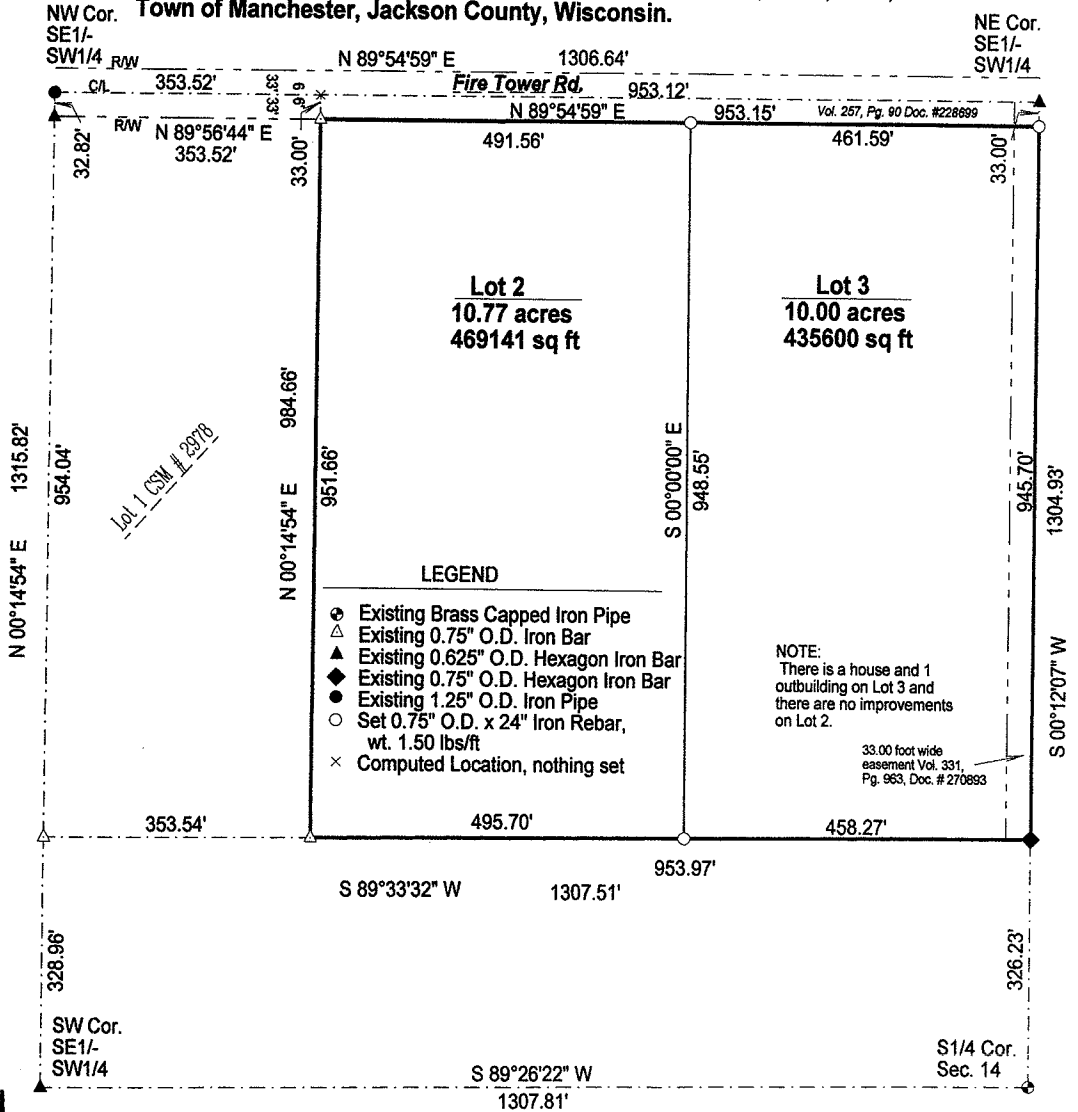 Town of Manchester, Jackson County, Wisconsin.
NW Cor.
SE1/-
SW1/4
NE Cor.
SE1/-
SW1/4
R/W
N 89°54'59" E 1306.64'
C/L 353.52'
33' 33'
6' 6'
Fire Tower Rd.
953.12'
R/W
N 89°56'44" E
353.52'
N 89°54'59" E
953.15'
Vol. 257, Pg. 90 Doc. #228699
32.82'
33.00'
491.56'
461.59'
33.00'
Lot 2
10.77 acres
469141 sq ft
Lot 3
10.00 acres
435600 sq ft
N 00°14'54" E 1315.82'
954.04'
Lot 1 CSM # 2978
N 00°14'54" E 984.66'
951.66'
S 00°00'00" E
948.55'
945.70'
1304.93'
S 00°12'07" W
LEGEND
Existing Brass Capped Iron Pipe
Existing 0.75" O.D. Iron Bar
Existing 0.625" O.D. Hexagon Iron Bar
Existing 0.75" O.D. Hexagon Iron Bar
Existing 1.25" O.D. Iron Pipe
Set 0.75" O.D. x 24" Iron Rebar,
wt. 1.50 lbs/ft
Computed Location, nothing set
NOTE:
There is a house and 1
outbuilding on Lot 3 and
there are no improvements
on Lot 2.
33.00 foot wide
easement Vol. 331,
Pg. 963, Doc. # 270893
353.54'
495.70'
458.27'
953.97'
S 89°33'32" W 1307.51'
328.96'
326.23'
SW Cor.
SE1/-
SW1/4
S1/4 Cor.
Sec. 14
S 89°26'22" W
1307.81'